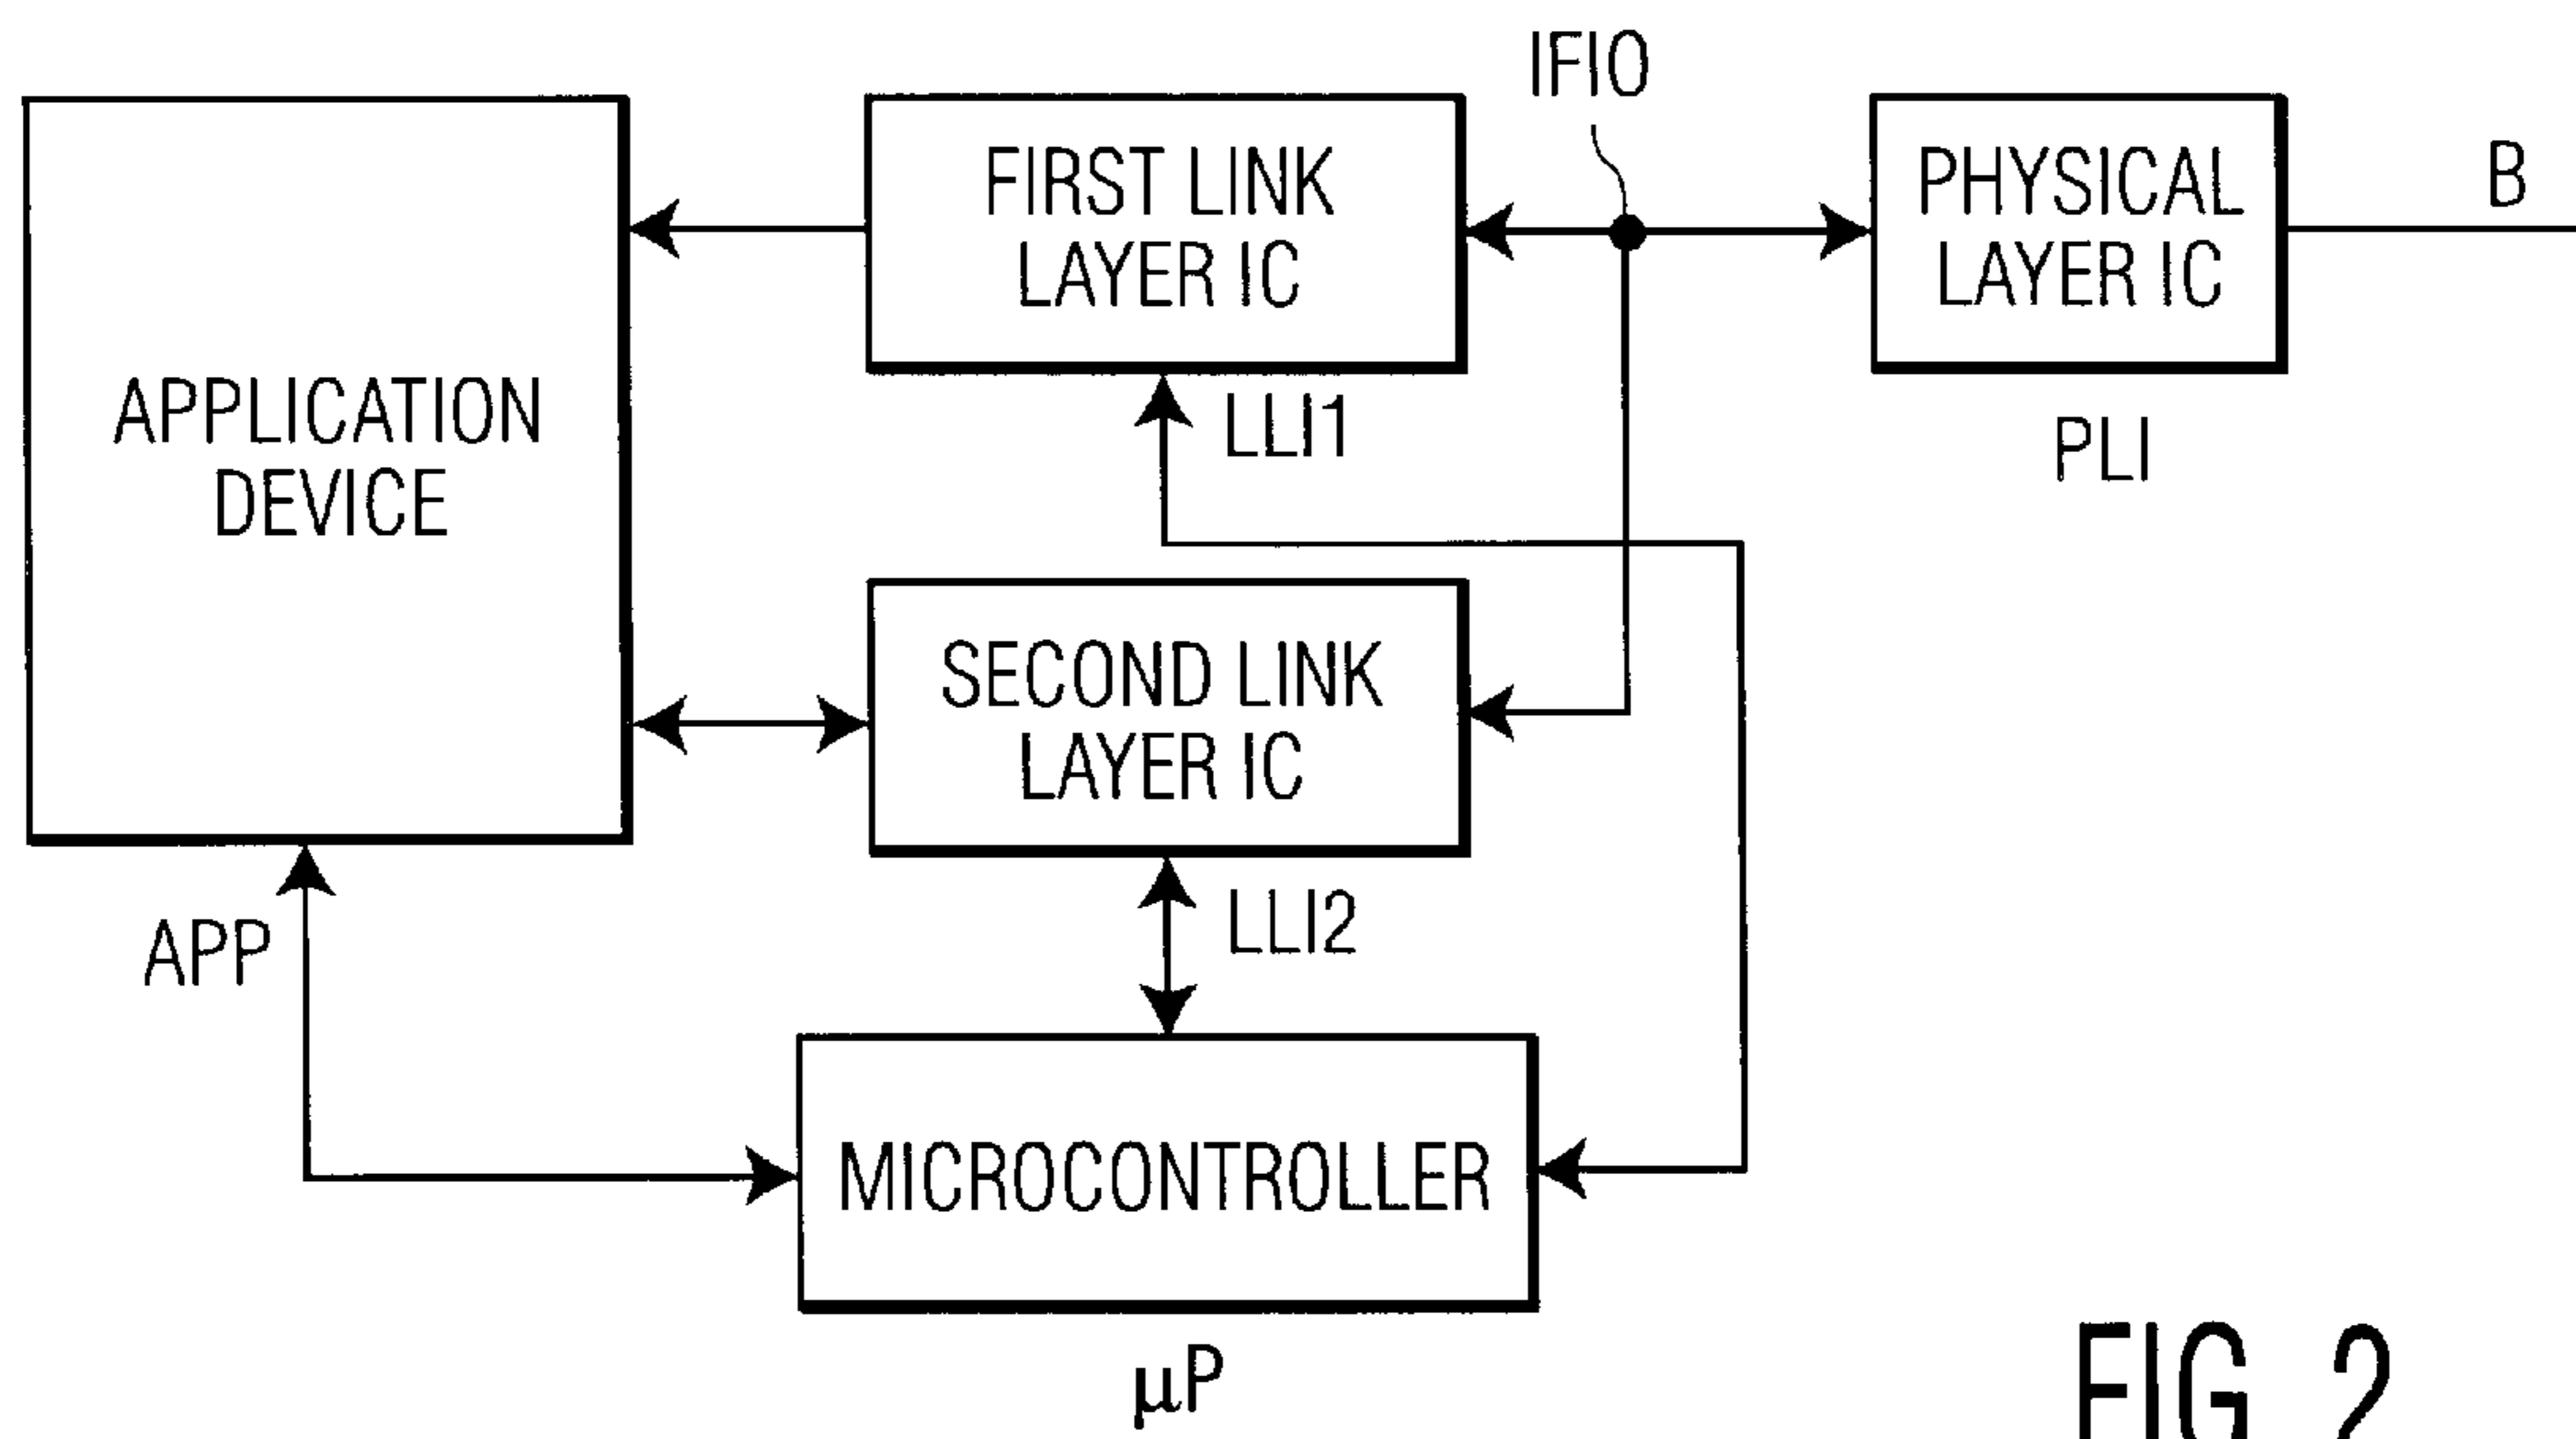 IFIO
FIRST LINK
LAYER IC
PHYSICAL
LAYER IC
B
APPLICATION
DEVICE
LLI1
PLI
SECOND LINK
LAYER IC
APP
LLI2
MICROCONTROLLER
µP
FIG. 2